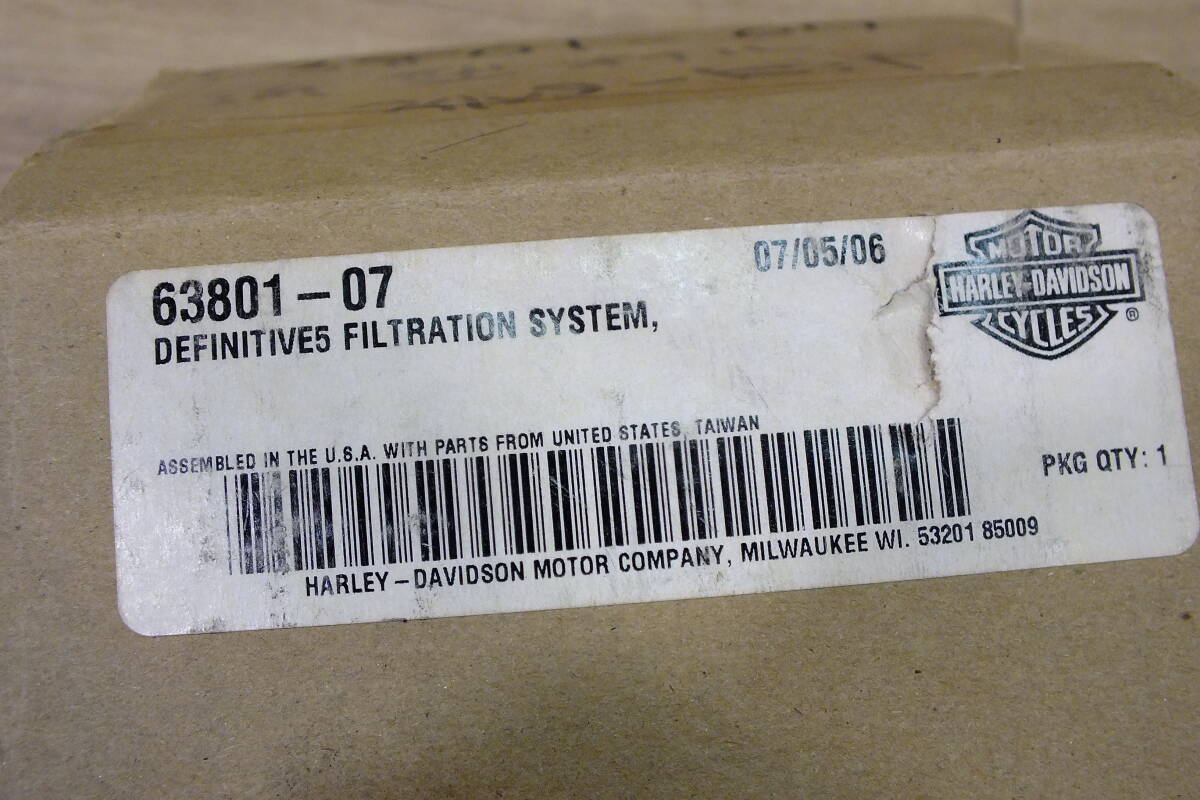 63801-07
07/05/06
DEFINITIVE5 FILTRATION SYSTEM,
MOTOR
HARLEY-DAVIDSON
CYCLES
®
ASSEMBLED IN THE U.S.A. WITH PARTS FROM UNITED STATES, TAIWAN
PKG QTY: 1
HARLEY-DAVIDSON MOTOR COMPANY, MILWAUKEE WI. 53201 85009